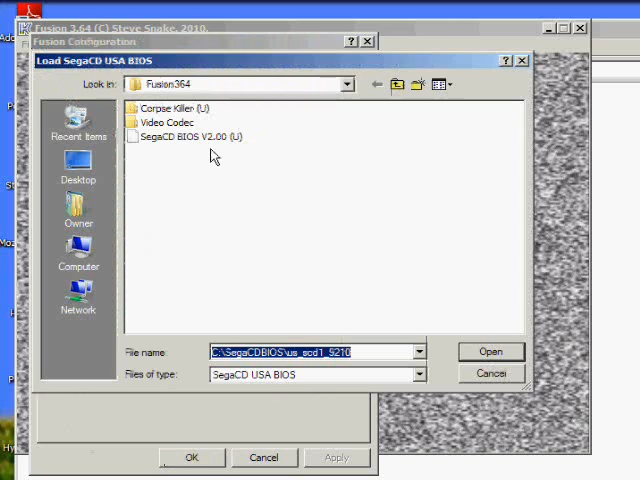 Fusion 3.64 (C) Steve Snake, 2010.
Fusion Configuration
Load SegaCD USA BIOS
Look in:
Fusion364
Corpse Killer (U)
Video Codec
SegaCD BIOS V2.00 (U)
Recent Items
Desktop
Owner
Computer
Network
File name:
C:\SegaCDBIOS\us_scd1_9210
Open
Files of type:
SegaCD USA BIOS
Cancel
OK
Cancel
Apply